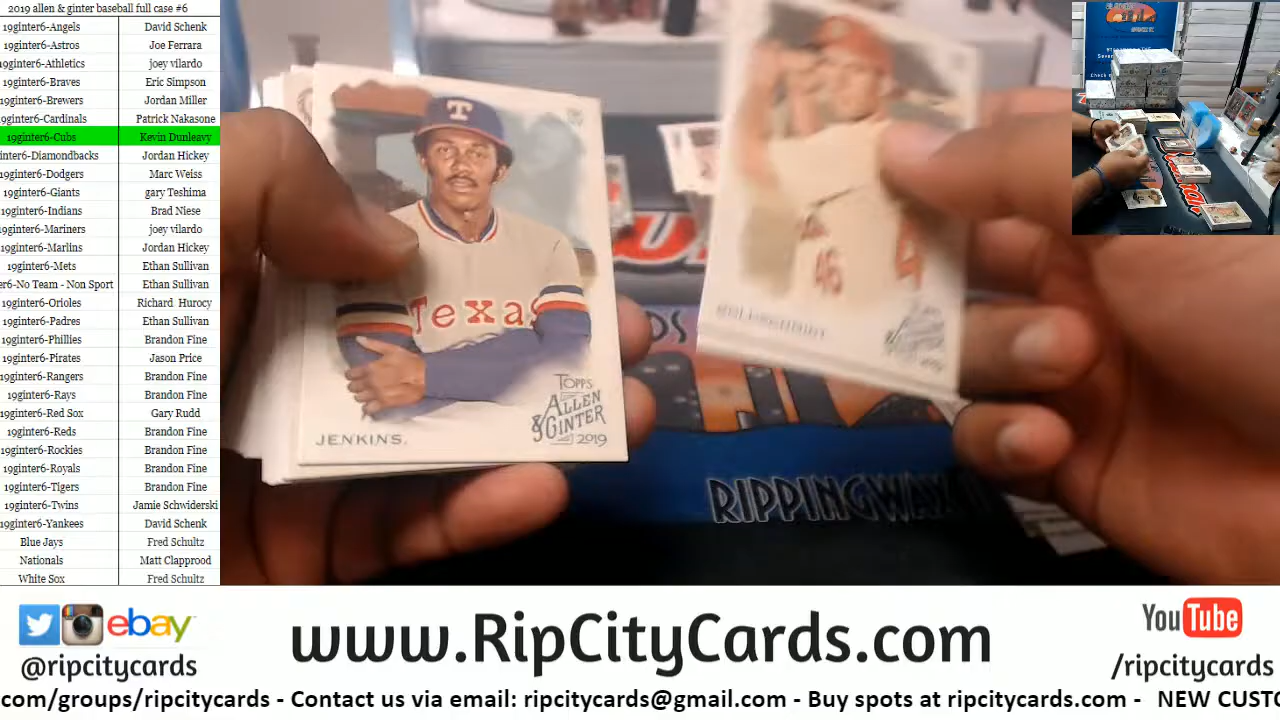 2019 allen & ginter baseball full case #6
19ginter6-Angels David Schenk
19ginter6-Astros Joe Ferrara
19ginter6-Athletics joey vilardo
19ginter6-Braves Eric Simpson
19ginter6-Brewers Jordan Miller
19ginter6-Cardinals Patrick Nakasone
19ginter6-Cubs Kevin Dunleavy
inter6-Diamondbacks Jordan Hickey
19ginter6-Dodgers Marc Weiss
19ginter6-Giants gary Teshima
19ginter6-Indians Brad Niese
19ginter6-Mariners joey vilardo
19ginter6-Marlins Jordan Hickey
19ginter6-Mets Ethan Sullivan
r6-No Team - Non Sport Ethan Sullivan
19ginter6-Orioles Richard Hurocy
19ginter6-Padres Ethan Sullivan
19ginter6-Phillies Brandon Fine
19ginter6-Pirates Jason Price
19ginter6-Rangers Brandon Fine
19ginter6-Rays Brandon Fine
19ginter6-Red Sox Gary Rudd
19ginter6-Reds Brandon Fine
19ginter6-Rockies Brandon Fine
19ginter6-Royals Brandon Fine
19ginter6-Tigers Brandon Fine
19ginter6-Twins Jamie Schwiderski
19ginter6-Yankees David Schenk
Blue Jays Fred Schultz
Nationals Matt Clapprood
White Sox Fred Schultz
T
Texas
JENKINS.
TOPPS
ALLEN
& GINTER
2019
46
4
GOLDSCHMIDT
RIPPINGWAX
ebay
@ripcitycards
www.RipCityCards.com
YouTube
/ripcitycards
com/groups/ripcitycards - Contact us via email: ripcitycards@gmail.com - Buy spots at ripcitycards.com - NEW CUSTO